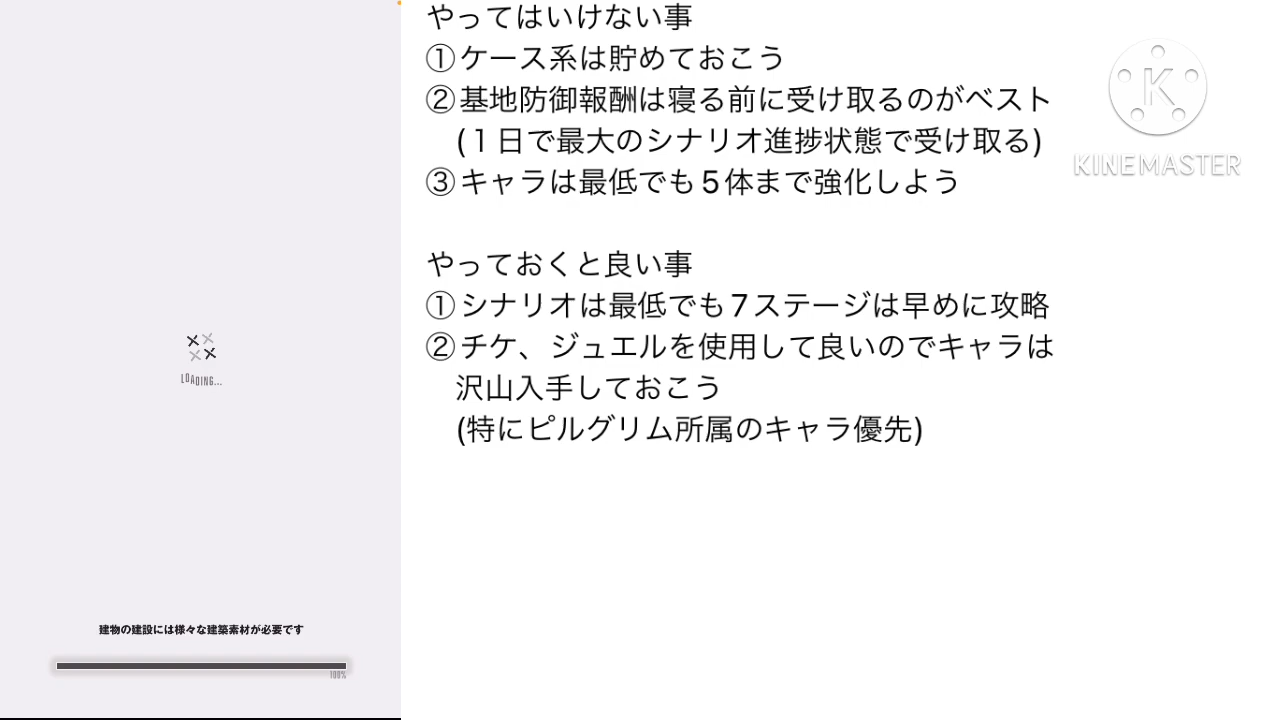 やってはいけない事
①ケース系は貯めておこう
②基地防御報酬は寝る前に受け取るのがベスト
(１日で最大のシナリオ進捗状態で受け取る)
③キャラは最低でも５体まで強化しよう
やっておくと良い事
①シナリオは最低でも７ステージは早めに攻略
②チケ、ジュエルを使用して良いのでキャラは
沢山入手しておこう
(特にピルグリム所属のキャラ優先)
K
KINEMASTER
LOADING...
建物の建設には様々な建築素材が必要です
100%